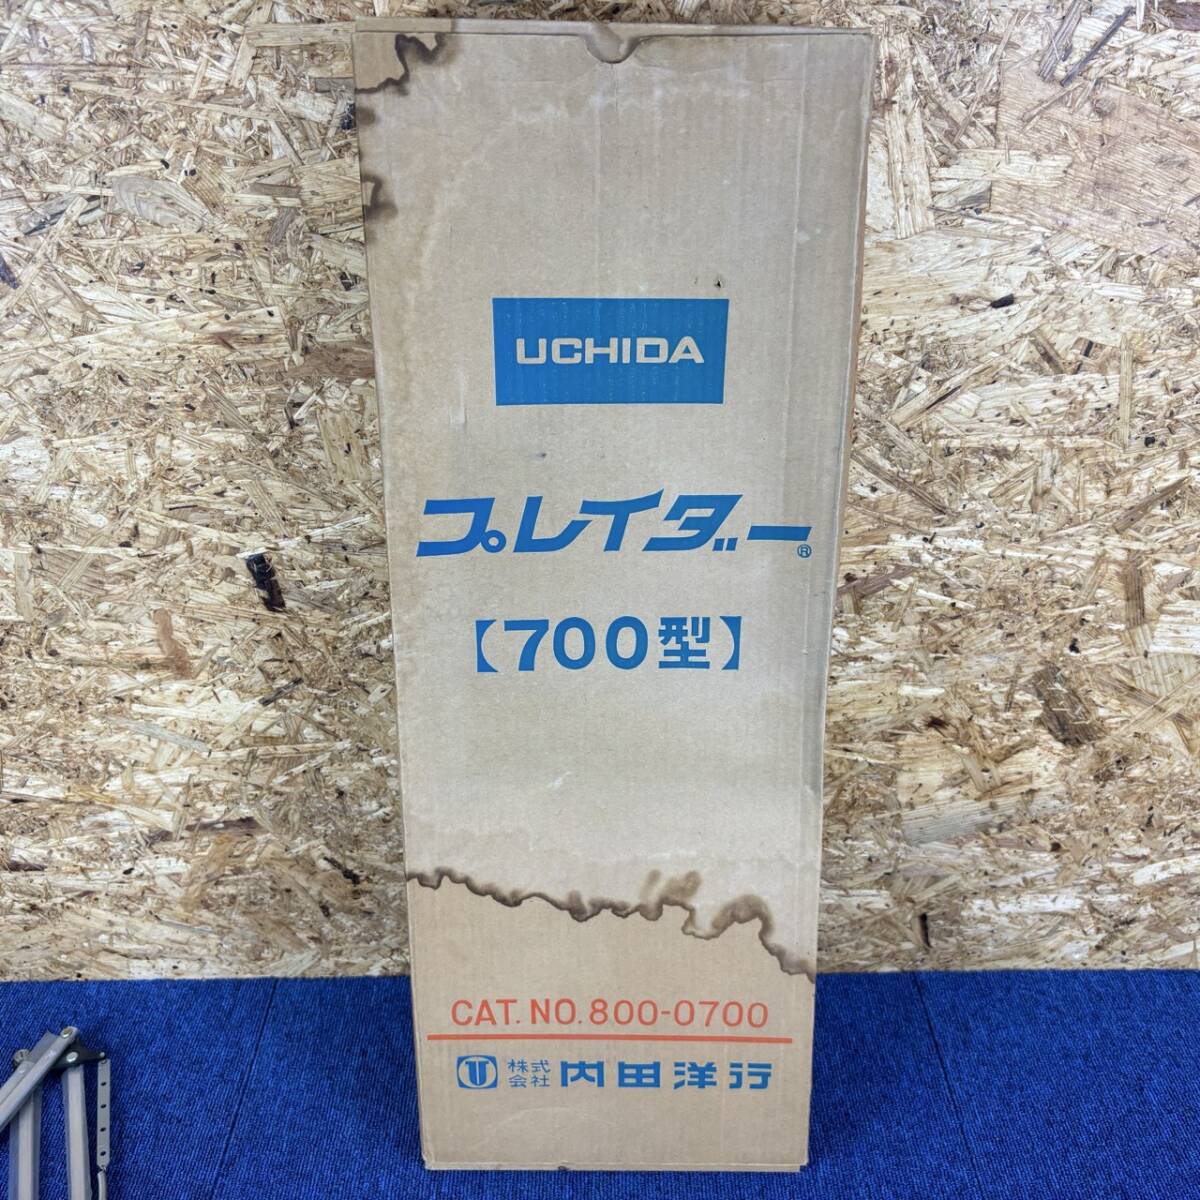 UCHIDA
プレイダー®
【700型】
CAT. NO. 800-0700
株式会社 内田洋行